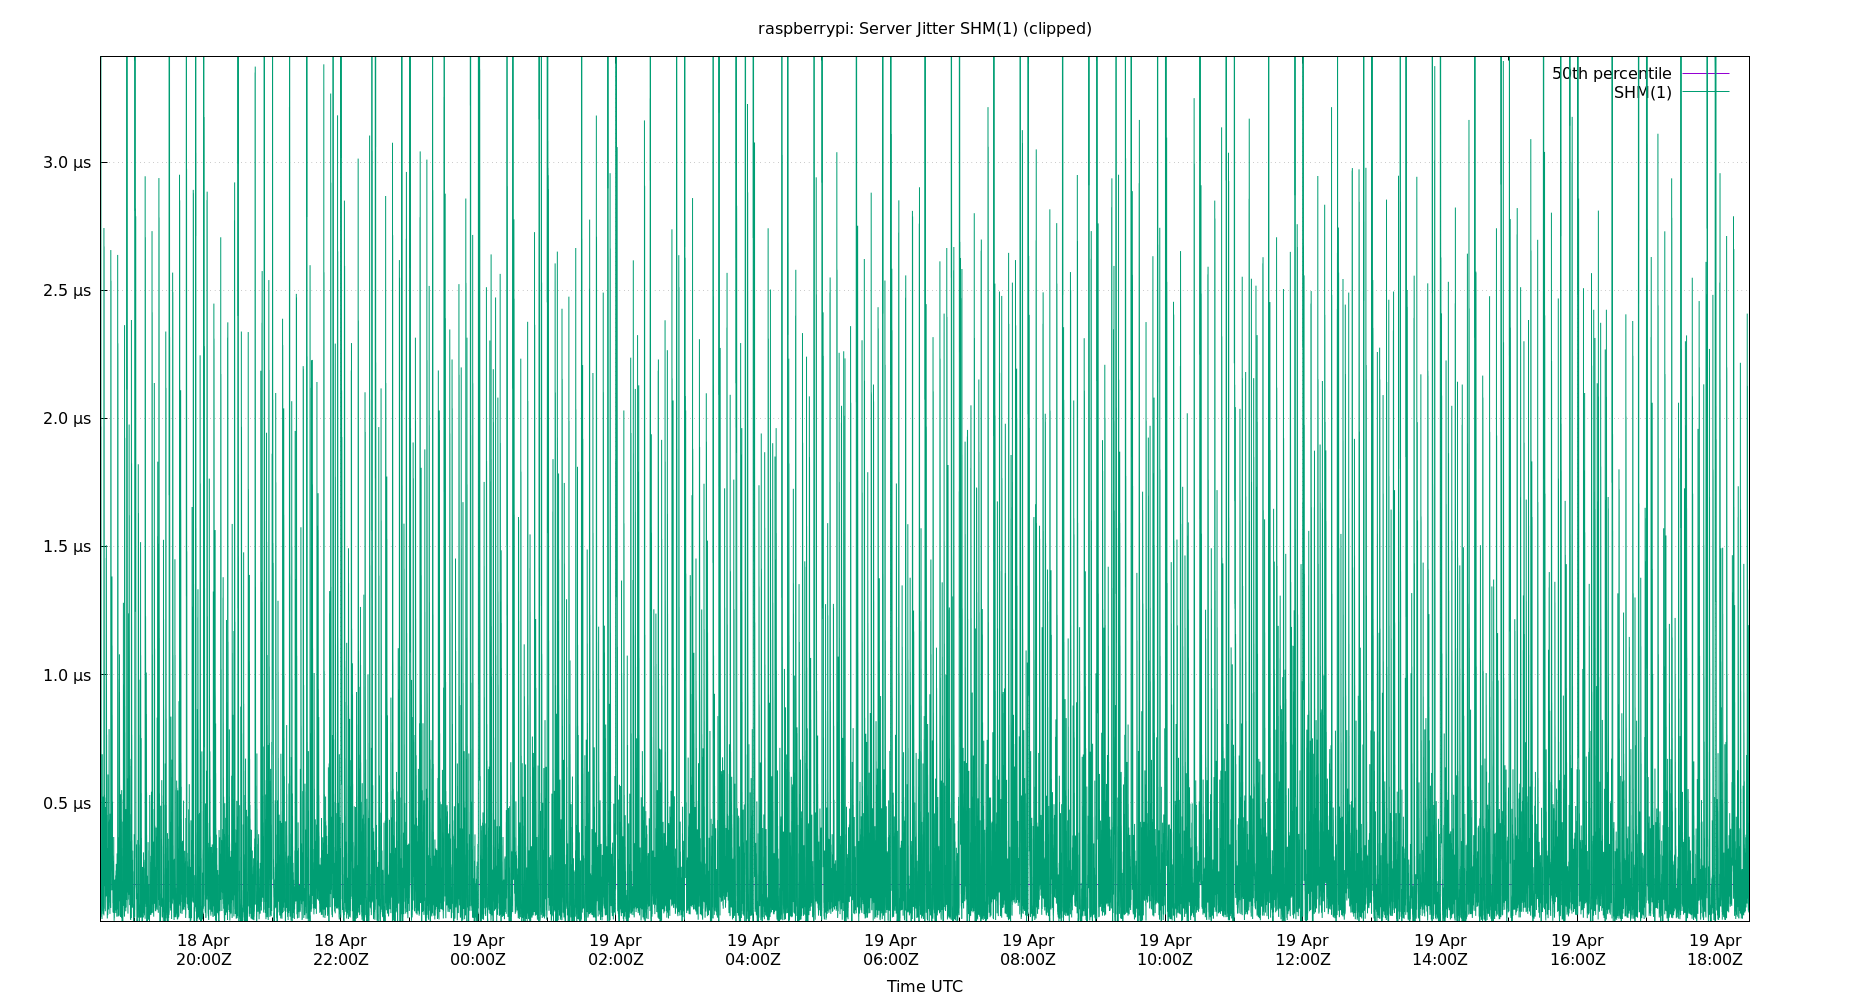 raspberrypi: Server Jitter SHM(1) (clipped)
50th percentile
SHM(1)
3.0 µs
2.5 µs
2.0 µs
1.5 µs
1.0 µs
0.5 µs
18 Apr 18 Apr 19 Apr 19 Apr 19 Apr 19 Apr 19 Apr 19 Apr 19 Apr 19 Apr 19 Apr 19 Apr
20:00Z 22:00Z 00:00Z 02:00Z 04:00Z 06:00Z 08:00Z 10:00Z 12:00Z 14:00Z 16:00Z 18:00Z
Time UTC